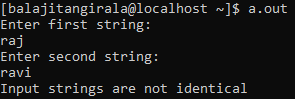 [balajitangirala@localhost ~]$ a.out
Enter first string:
raj
Enter second string:
ravi
Input strings are not identical